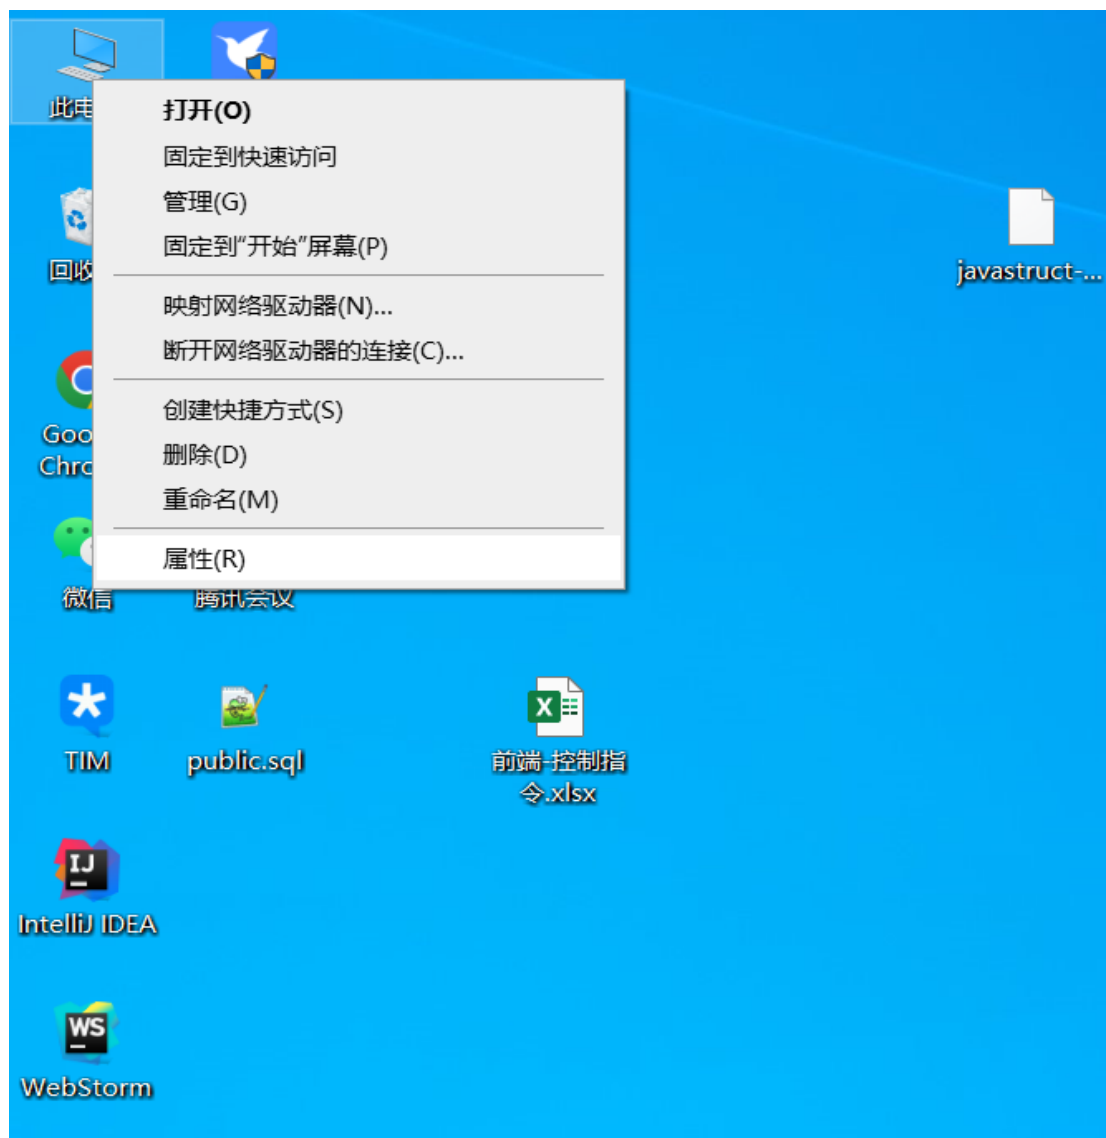 此电
打开(O)
固定到快速访问
管理(G)
固定到“开始”屏幕(P)
映射网络驱动器(N)...
断开网络驱动器的连接(C)...
创建快捷方式(S)
删除(D)
重命名(M)
属性(R)
回收
Goo
Chrc
微信
腾讯会议
TIM
public.sql
前端-控制指
令.xlsx
javastruct-...
IJ
IntelliJ IDEA
WS
WebStorm